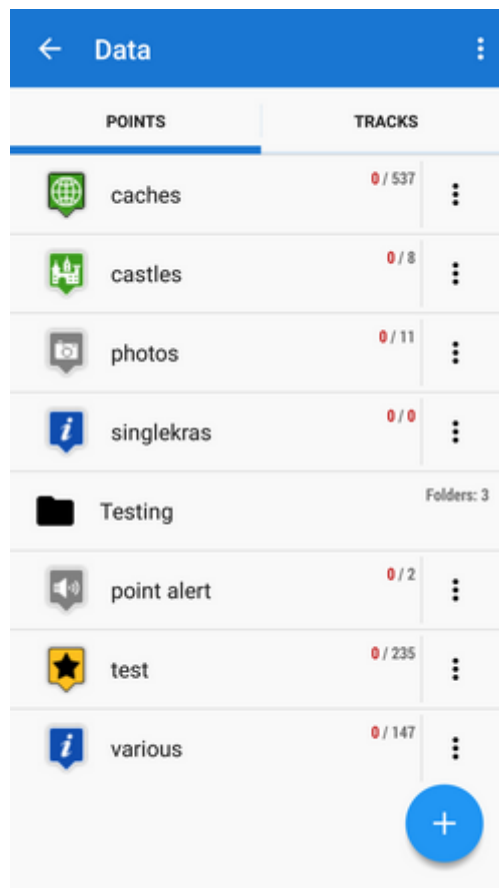 Data
POINTS TRACKS
caches 0 / 537
castles 0 / 8
photos 0 / 11
singlekras 0 / 0
Testing Folders: 3
point alert 0 / 2
test 0 / 235
various 0 / 147